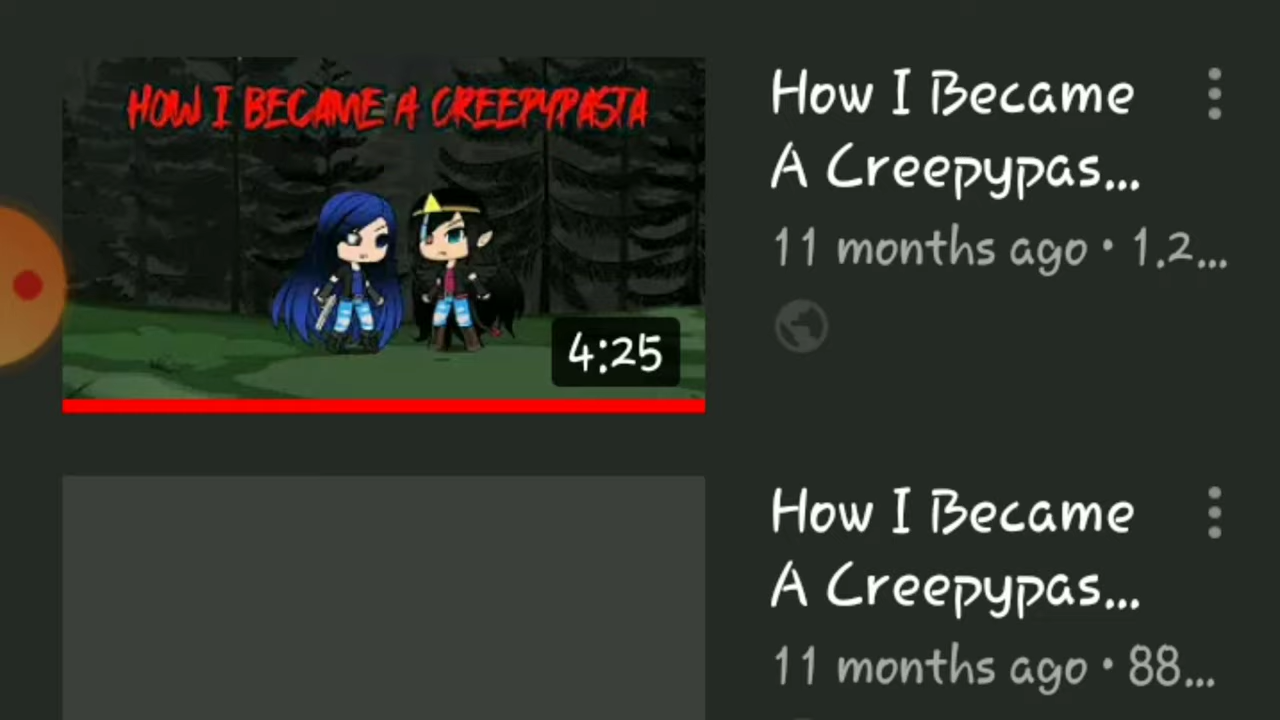 HOW I BECAME A CREEPYPASTA
4:25
How I Became
A Creepypas...
11 months ago • 1.2...
How I Became
A Creepypas...
11 months ago • 88...